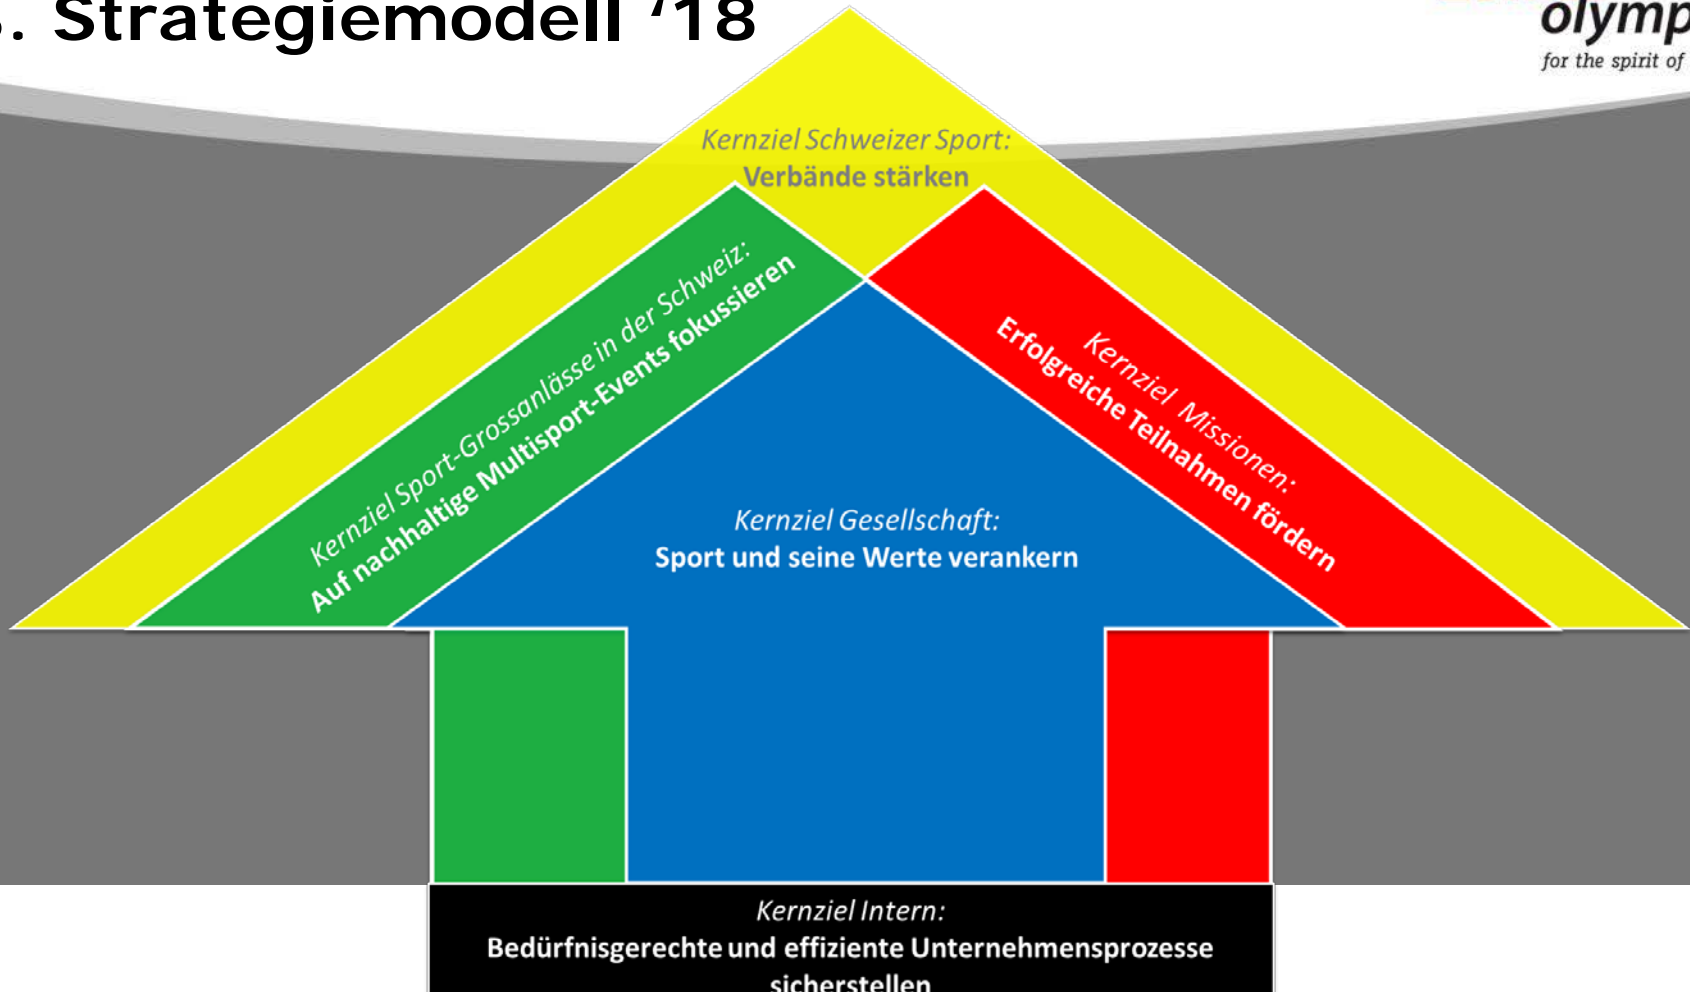 . Strategiemodell ‘18
olymp
for the spirit of
Kernziel Schweizer Sport:
Verbände stärken
Kernziel Sport-Grossanlässe in der Schweiz:
Auf nachhaltige Multisport-Events fokussieren
Kernziel Missionen:
Erfolgreiche Teilnahmen fördern
Kernziel Gesellschaft:
Sport und seine Werte verankern
Kernziel Intern:
Bedürfnisgerechte und effiziente Unternehmensprozesse
sicherstellen